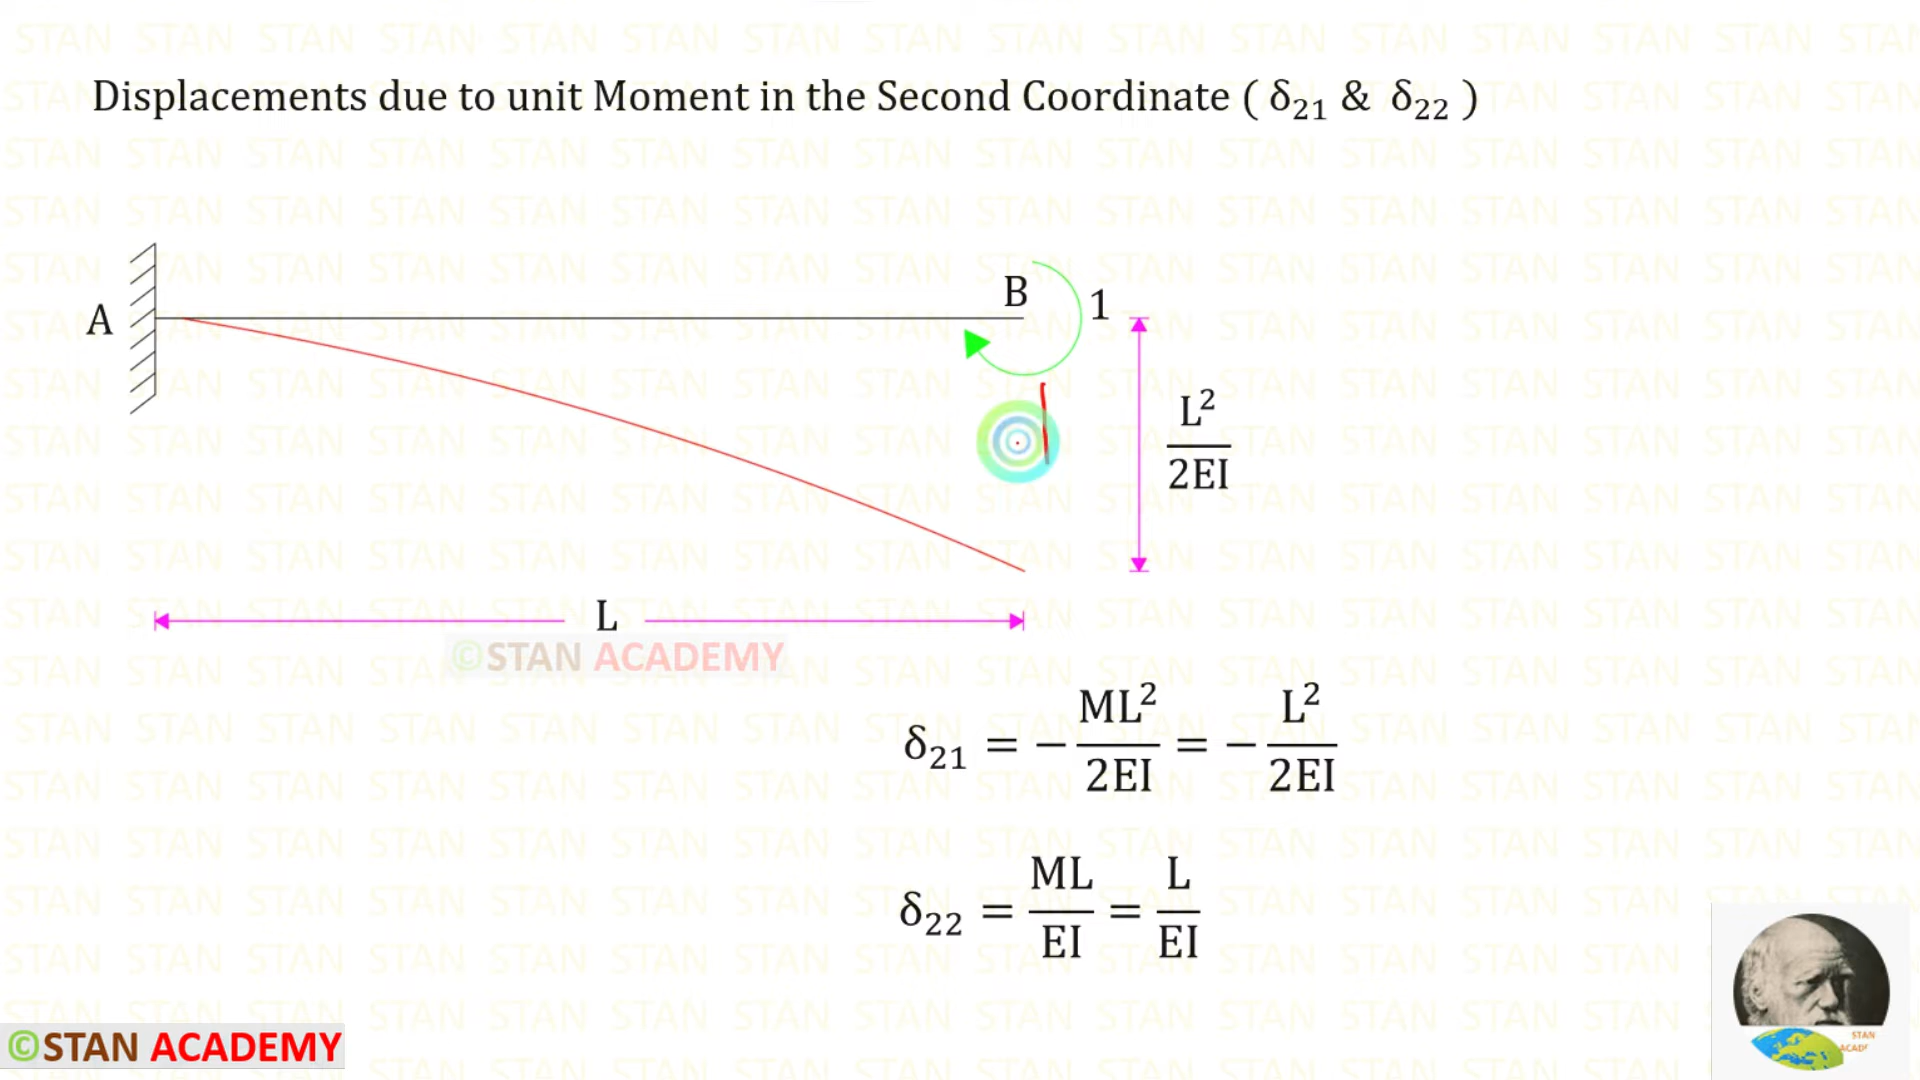 Displacements due to unit Moment in the Second Coordinate ( δ₂₁ & δ₂₂ )
B
1
A
L²
2EI
L
©STAN ACADEMY
δ₂₁ = − ML²/2EI = − L²/2EI
δ₂₂ = ML/EI = L/EI
©STAN ACADEMY
STAN